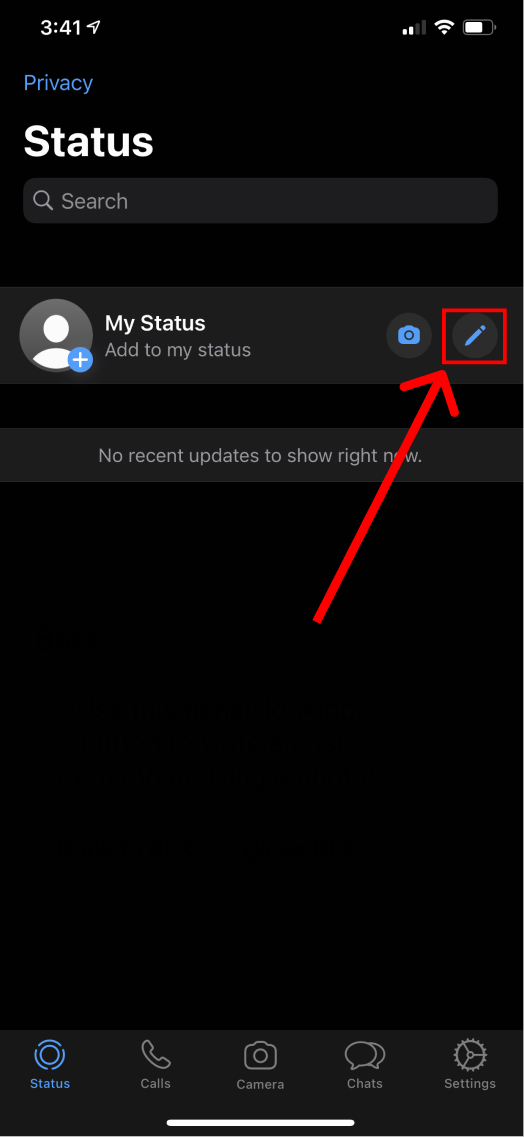 3:41
Privacy
Status
Search
My Status
Add to my status
No recent updates to show right now.
Status
Calls
Camera
Chats
Settings